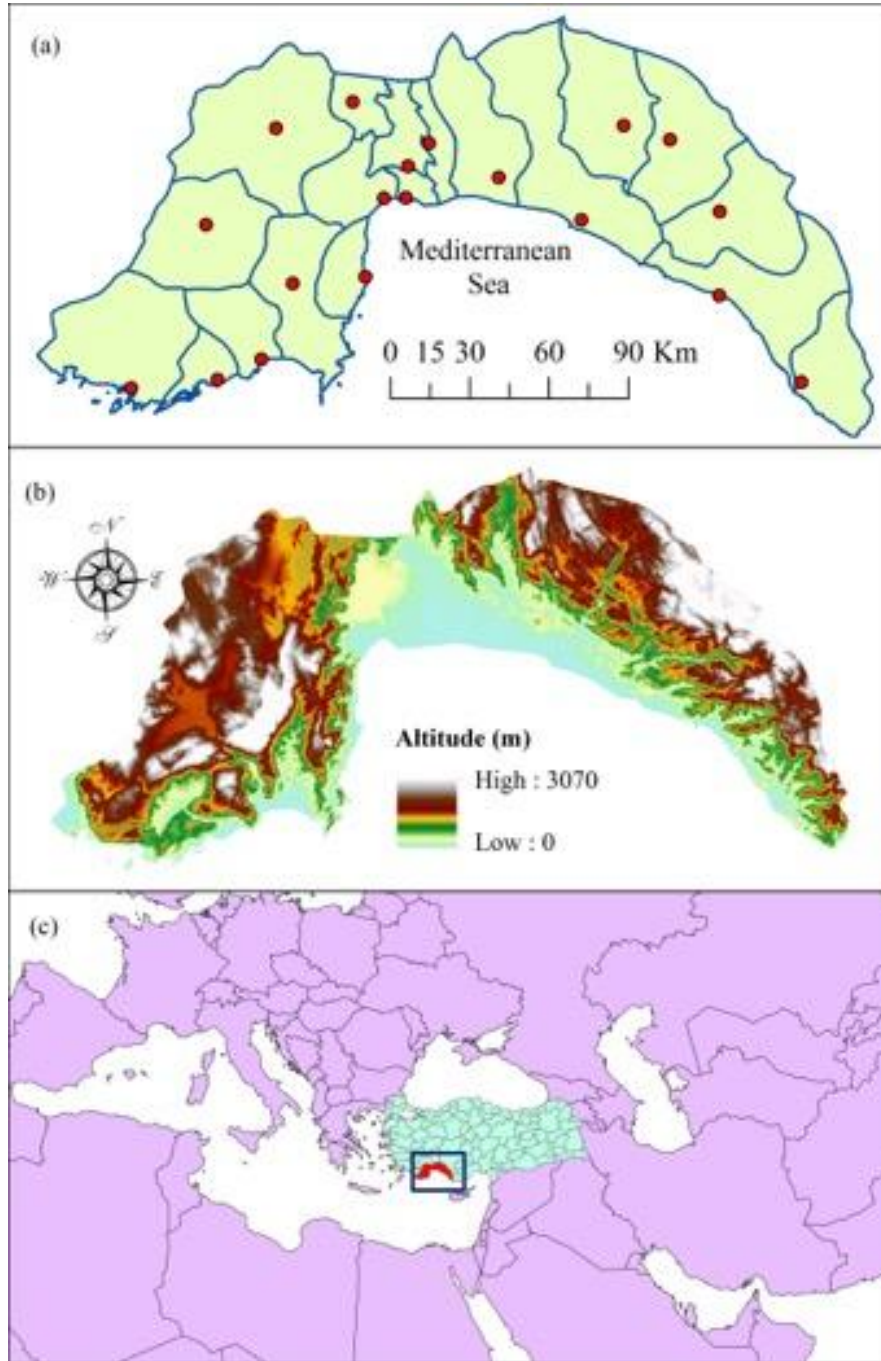 (a)
Mediterranean
Sea
0 15 30 60 90 Km
(b)
N
W E
S
Altitude (m)
High : 3070
Low : 0
(c)